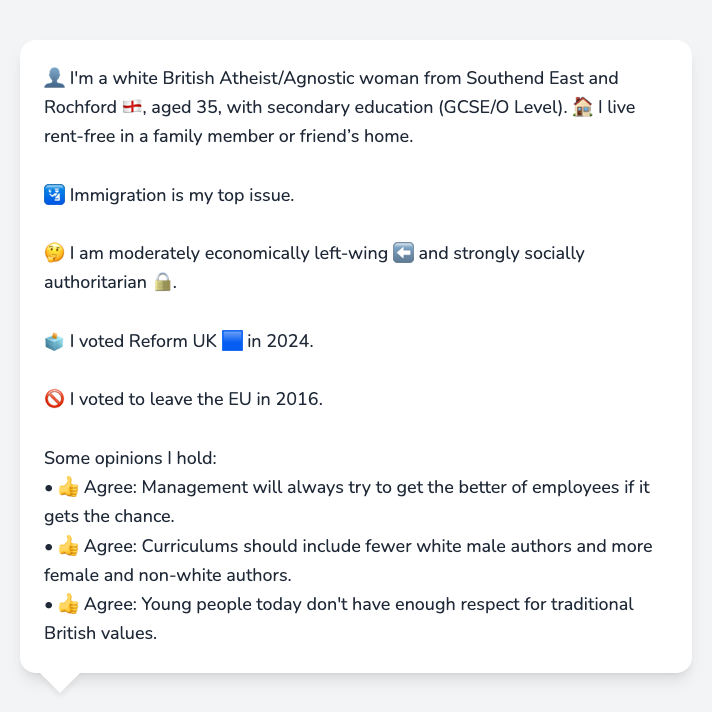 👤 I'm a white British Atheist/Agnostic woman from Southend East and
Rochford 🏴󠁧󠁢󠁥󠁮󠁧󠁿, aged 35, with secondary education (GCSE/O Level). 🏠 I live
rent-free in a family member or friend’s home.
🛂 Immigration is my top issue.
🤔 I am moderately economically left-wing ⬅️ and strongly socially
authoritarian 🔒.
🗳️ I voted Reform UK 🟦 in 2024.
🚫 I voted to leave the EU in 2016.
Some opinions I hold:
• 👍 Agree: Management will always try to get the better of employees if it
gets the chance.
• 👍 Agree: Curriculums should include fewer white male authors and more
female and non-white authors.
• 👍 Agree: Young people today don't have enough respect for traditional
British values.